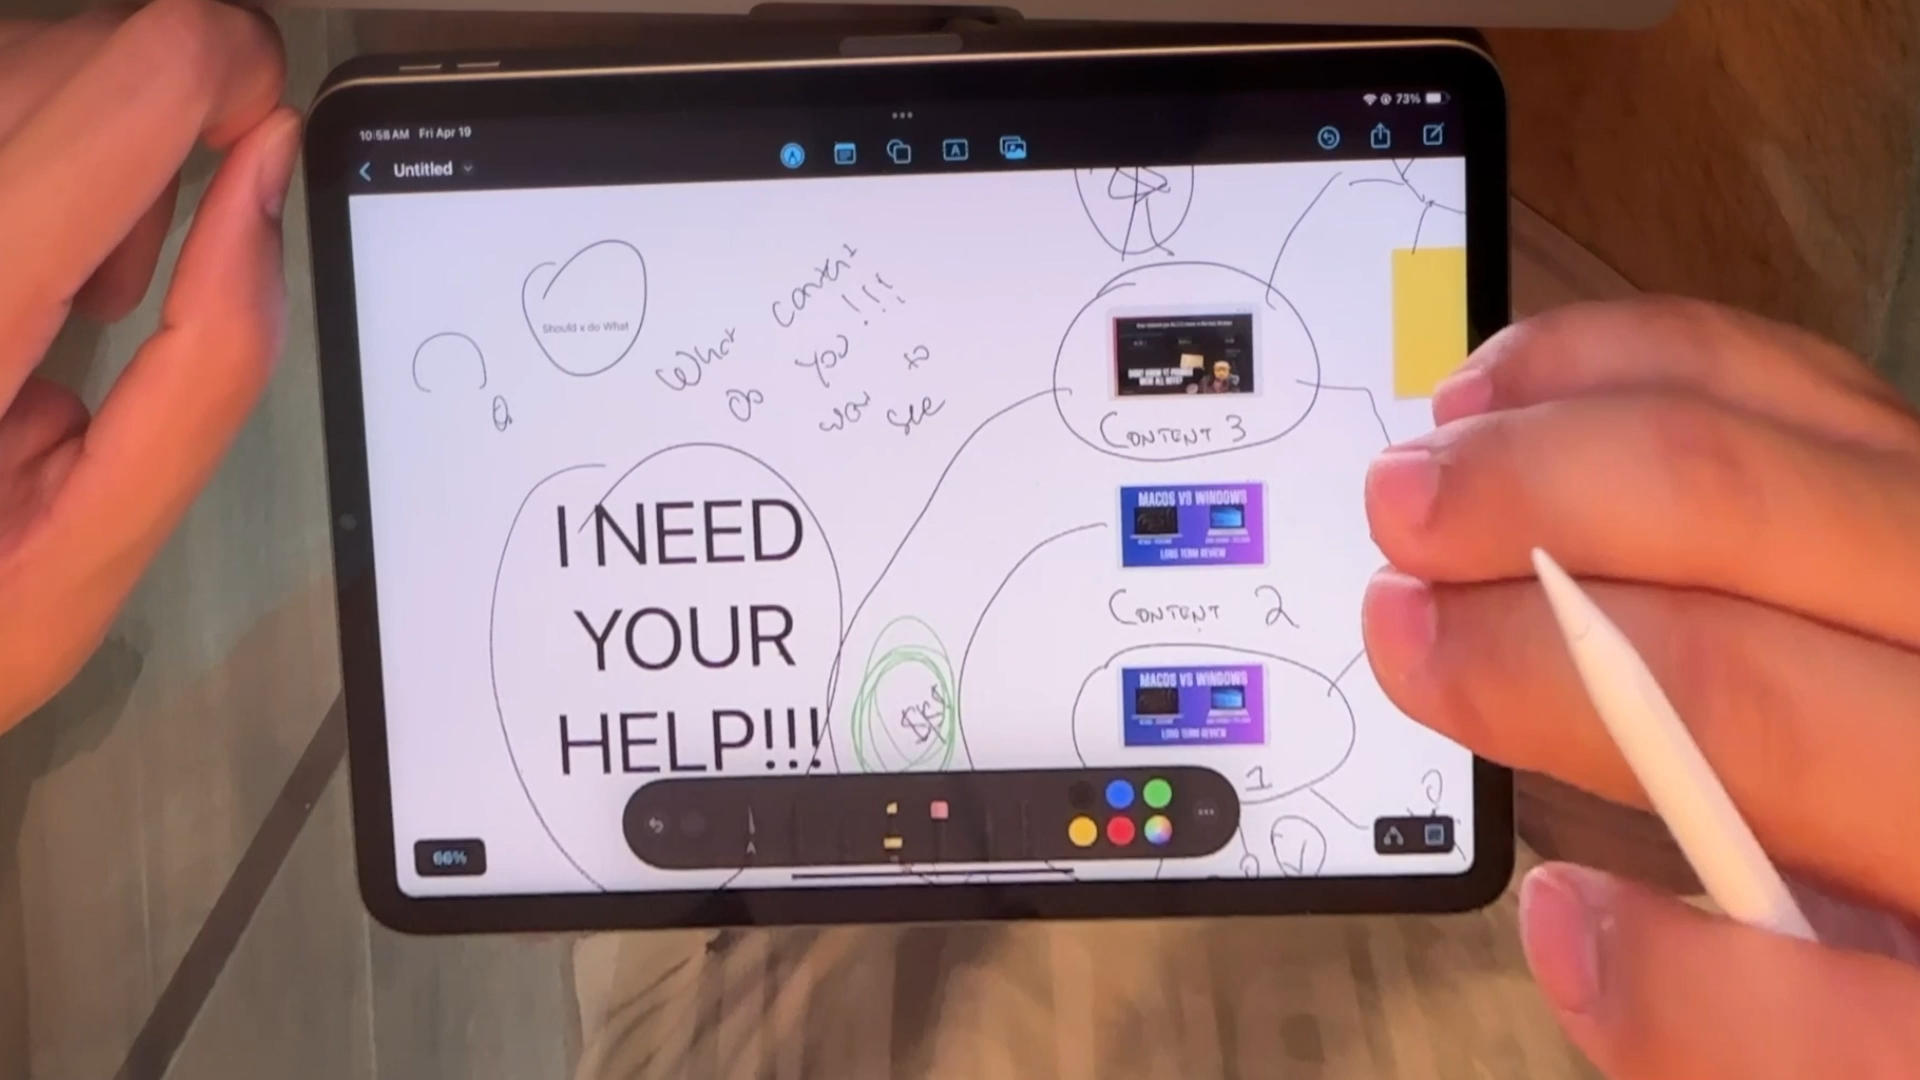 10:58 AM Fri Apr 19
73%
Untitled
A
Should x do What
What content
do you!!!
want to
see
CONTENT 3
I NEED
YOUR
HELP!!!
MACOS VS WINDOWS
LONG TERM REVIEW
CONTENT 2
MACOS VS WINDOWS
LONG TERM REVIEW
1
66%